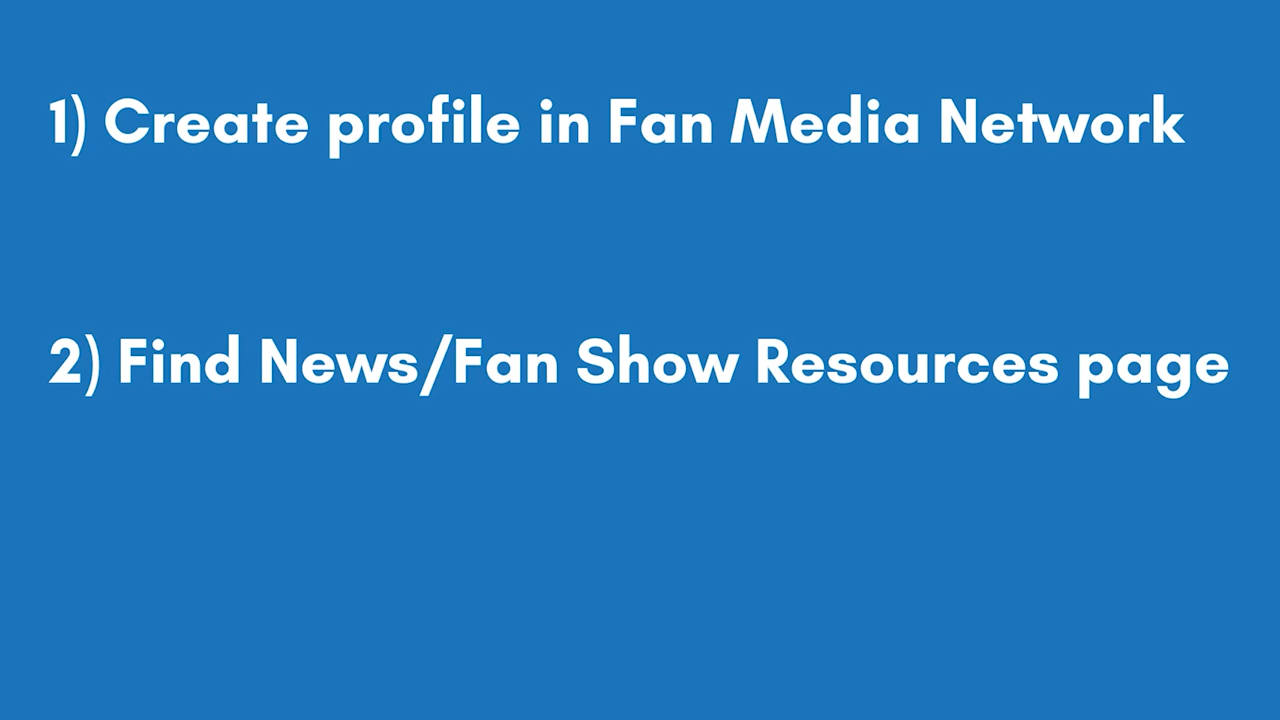 1) Create profile in Fan Media Network
2) Find News/Fan Show Resources page